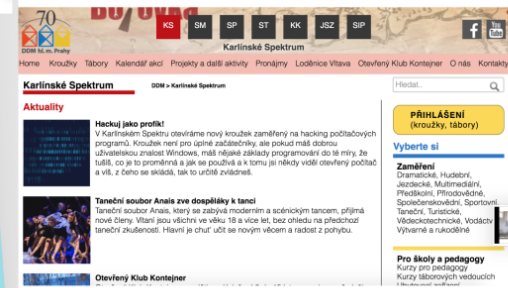 70
DDM hl. m. Prahy
KS SM SP ST KK JSZ SIP
Karlínské Spektrum
You
Tube
Home Kroužky Tábory Kalendář akcí Projekty a další aktivity Pronájmy Loděnice Vltava Otevřený Klub Kontejner O nás Kontakty
Karlínské Spektrum
DDM » Karlínské Spektrum
Hledat..
Aktuality
Hackuj jako profík!
V Karlínském Spektru otevíráme nový kroužek zaměřený na hacking počítačových
programů. Kroužek není pro úplné začátečníky, ale pokud máš dobrou
uživatelskou znalost Windows, máš nějaké základy programování do té míry, že
tušíš, co je to proměnná a jak se používá a k tomu jsi někdy viděl otevřený počítač
a víš, z čeho se skládá, tak to určitě zvládneš.
Taneční soubor Anais zve dospěláky k tanci
Taneční soubor Anais, který se zabývá moderním a scénickým tancem, přijímá
nové členy. Vítaní jsou všichni ve věku 18 a více let, bez ohledu na předchozí
taneční zkušenosti. Hlavní je chuť učit se novým věcem a radost z pohybu.
Otevřený Klub Kontejner
PŘIHLÁŠENÍ
(kroužky, tábory)
Vyberte si
Zaměření
Dramatické, Hudební,
Jezdecké, Multimediální,
Předškolní, Přírodovědné,
Společenskovědní, Sportovní,
Taneční, Turistické,
Vědeckotechnické, Vodáctv
Výtvarné a rukodělné
Pro školy a pedagogy
Kurzy pro pedagogy
Kurzy táborových vedoucích